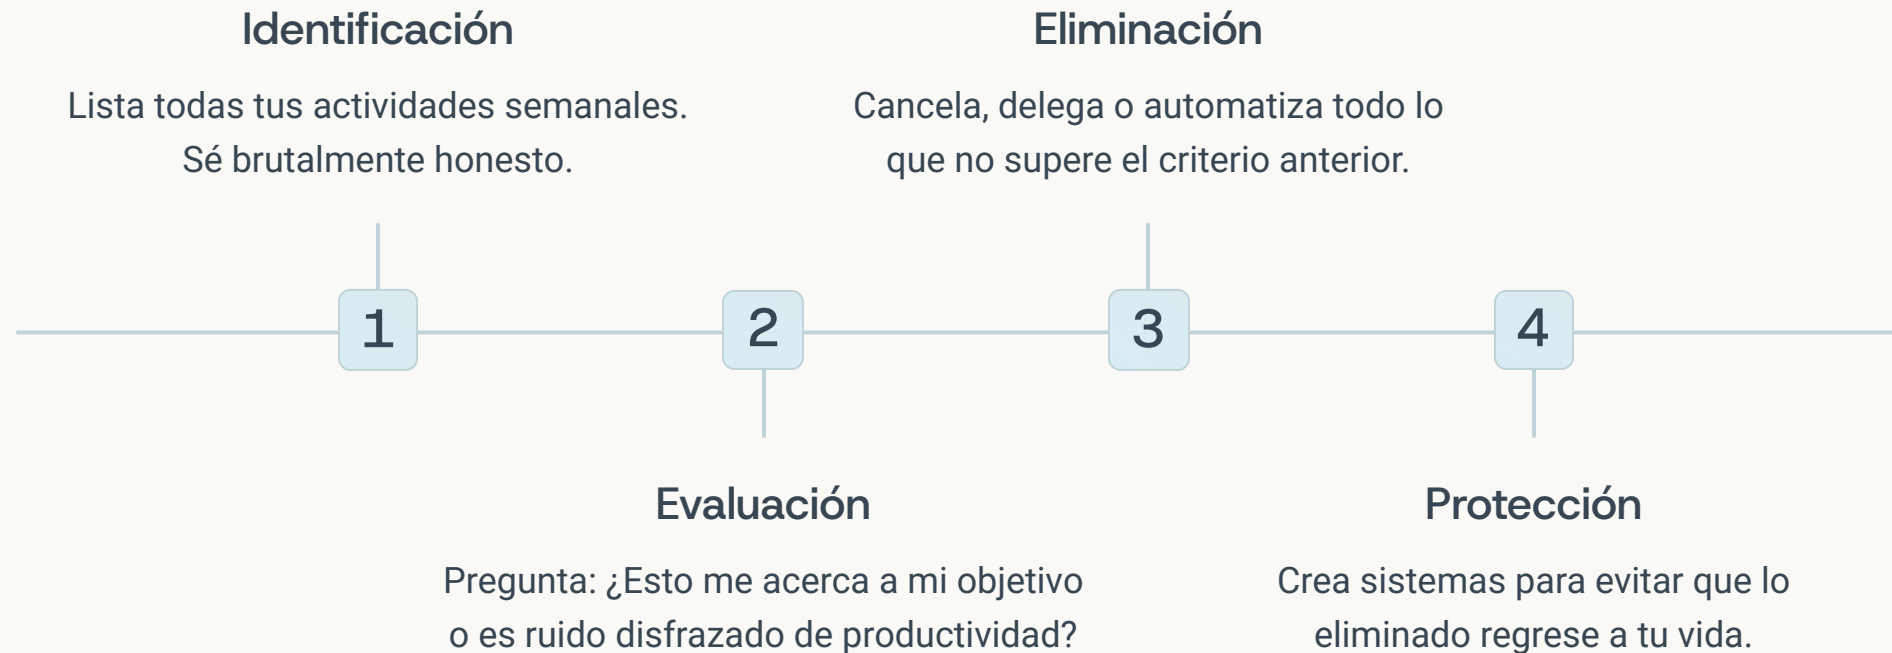 Identificación
Lista todas tus actividades semanales.
Sé brutalmente honesto.
Eliminación
Cancela, delega o automatiza todo lo
que no supere el criterio anterior.
1
2
3
4
Evaluación
Pregunta: ¿Esto me acerca a mi objetivo
o es ruido disfrazado de productividad?
Protección
Crea sistemas para evitar que lo
eliminado regrese a tu vida.